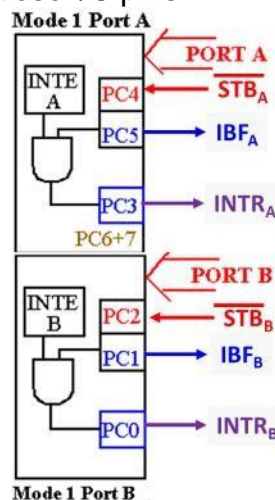 Mode 1 Port A
PORT A
INTE
A
PC4
STBA
PC5
IBFA
PC3
INTRA
PC6+7
PORT B
INTE
B
PC2
STBB
PC1
IBFB
PC0
INTRB
Mode 1 Port B